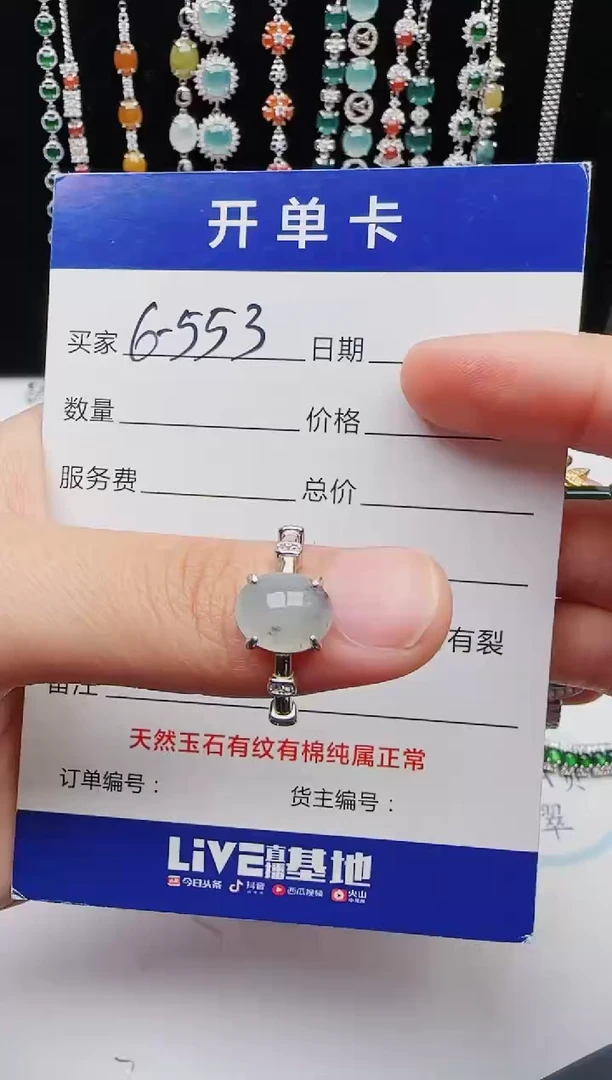 开单卡
买家 6-553 日期
数量 价格
服务费 总价
有裂
备注
天然玉石有纹有棉纯属正常
订单编号： 货主编号：
LiVE直播基地
今日头条 抖音 西瓜视频 火山
翠